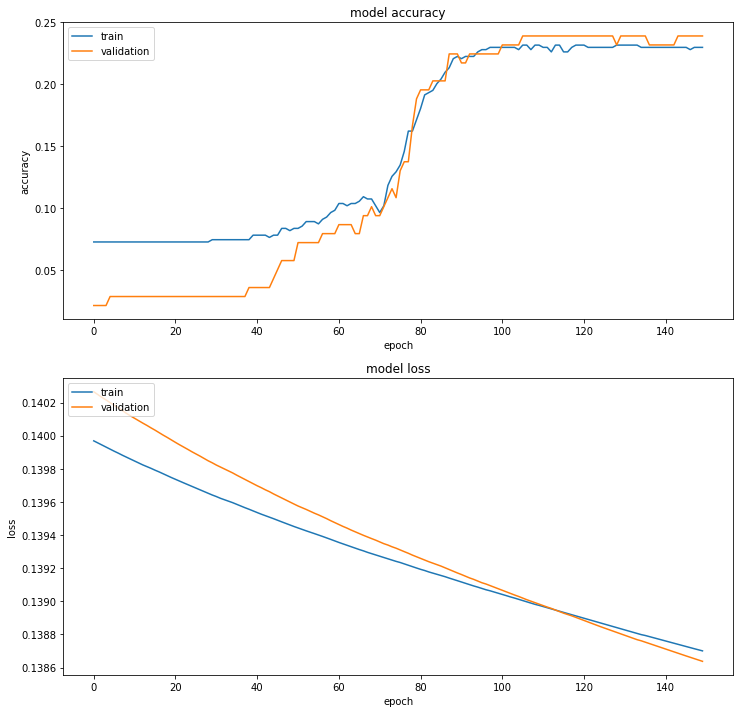 model accuracy
train
validation
0.25
0.20
0.15
0.10
0.05
accuracy
0 20 40 60 80 100 120 140
epoch
model loss
train
validation
0.1402
0.1400
0.1398
0.1396
0.1394
0.1392
0.1390
0.1388
0.1386
loss
0 20 40 60 80 100 120 140
epoch